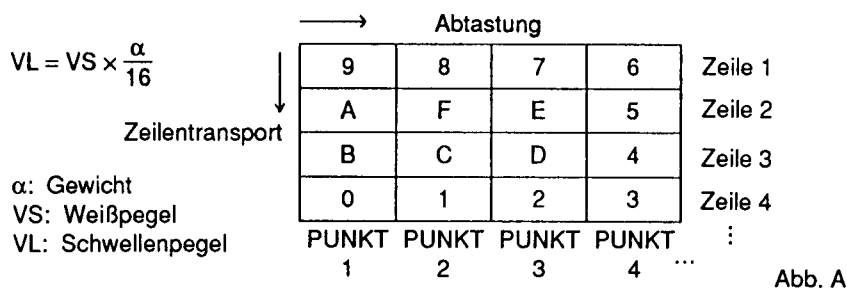 Abtastung
VL = VS × α/16
9 8 7 6 Zeile 1
A F E 5 Zeile 2
Zeilentransport
B C D 4 Zeile 3
α: Gewicht
0 1 2 3 Zeile 4
VS: Weißpegel
VL: Schwellenpegel
PUNKT PUNKT PUNKT PUNKT ⋮
1 2 3 4 ...
Abb. A